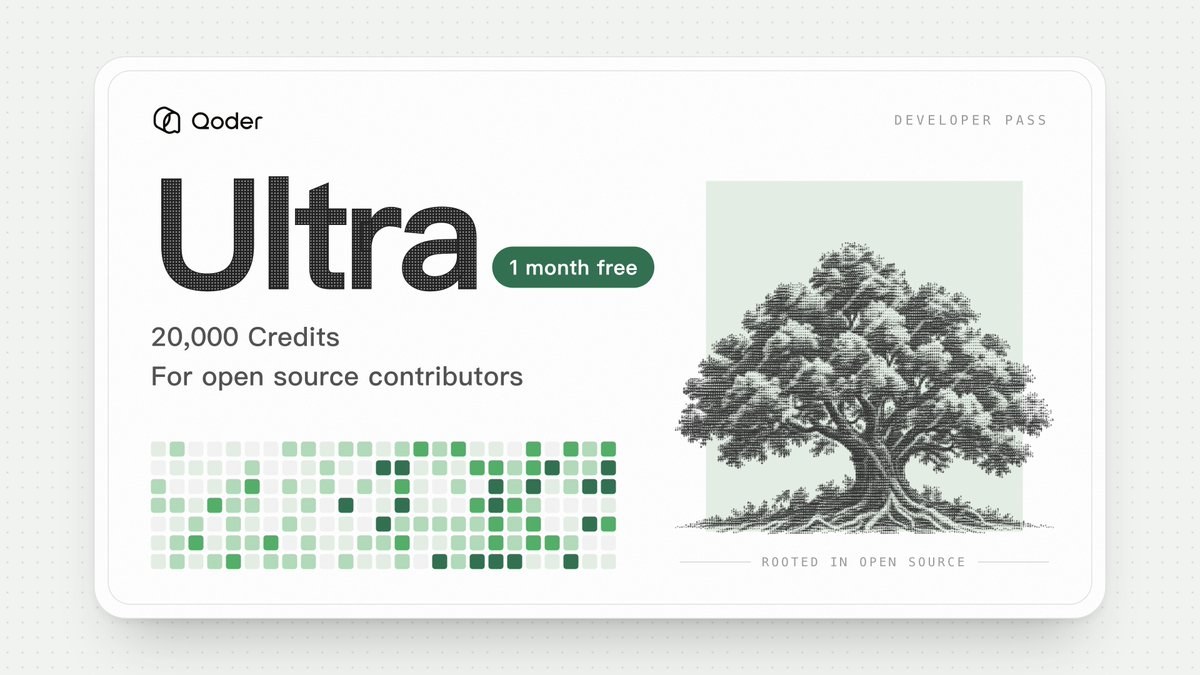 Qoder
DEVELOPER PASS
Ultra
1 month free
20,000 Credits
For open source contributors
ROOTED IN OPEN SOURCE